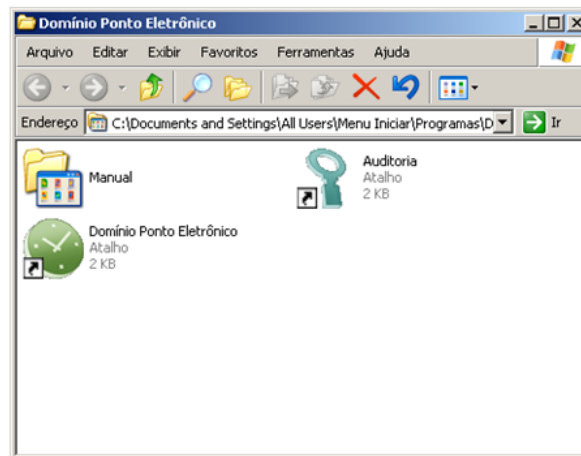 Domínio Ponto Eletrônico
Arquivo Editar Exibir Favoritos Ferramentas Ajuda
Endereço C:\Documents and Settings\All Users\Menu Iniciar\Programas\D Ir
Manual
Auditoria
Atalho
2 KB
Domínio Ponto Eletrônico
Atalho
2 KB